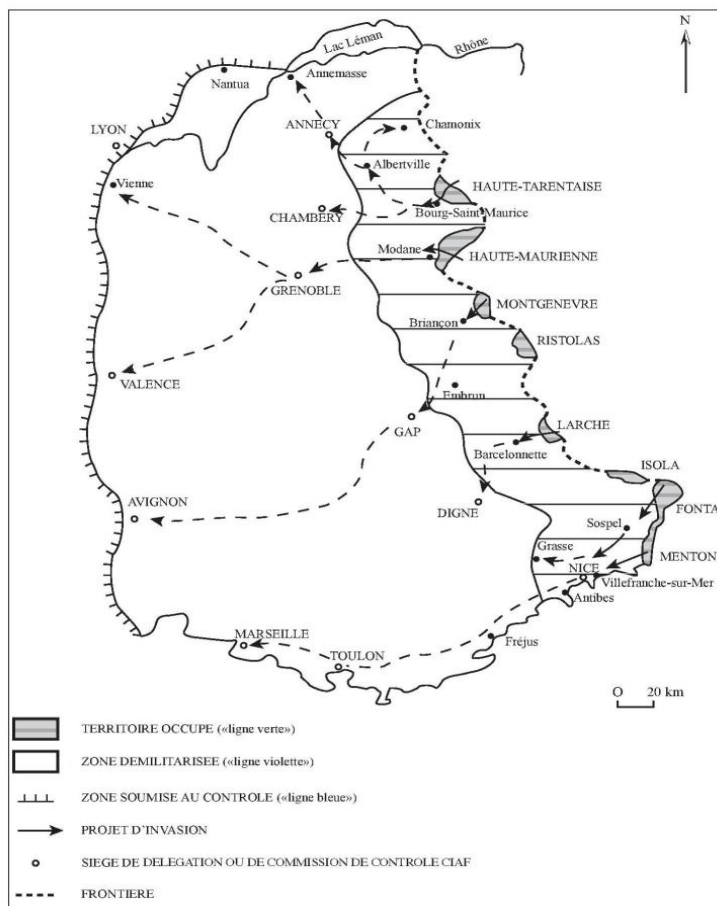 N
Lac Léman
Rhône
Annemasse
Nantua
ANNECY
Chamonix
LYON
Albertville
Vienne
HAUTE-TARENTAISE
CHAMBERY
Bourg-Saint-Maurice
Modane
HAUTE-MAURIENNE
GRENOBLE
MONTGENEVRE
Briançon
RISTOLAS
VALENCE
Embrun
GAP
LARCHE
Barcelonnette
ISOLA
AVIGNON
DIGNE
FONTA
Sospel
Grasse
MENTON
NICE
Villefranche-sur-Mer
Antibes
MARSEILLE
Fréjus
TOULON
O 20 km
TERRITOIRE OCCUPE («ligne verte»)
ZONE DEMILITARISEE («ligne violette»)
ZONE SOUMISE AU CONTROLE («ligne bleue»)
PROJET D'INVASION
SIEGE DE DELEGATION OU DE COMMISSION DE CONTROLE CIAF
FRONTIERE